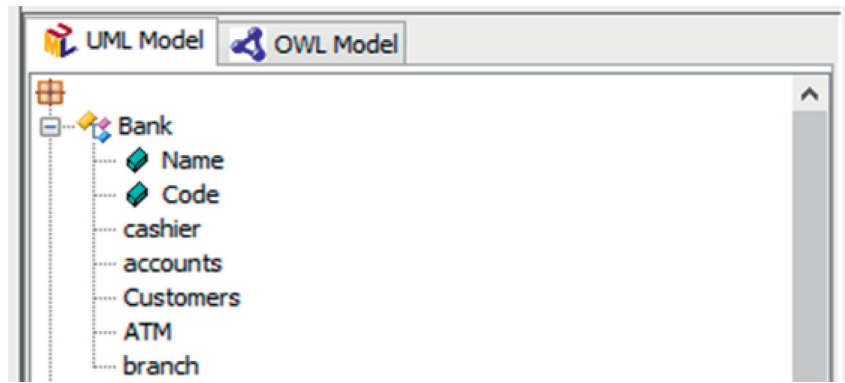 UML Model OWL Model
Bank
Name
Code
cashier
accounts
Customers
ATM
branch